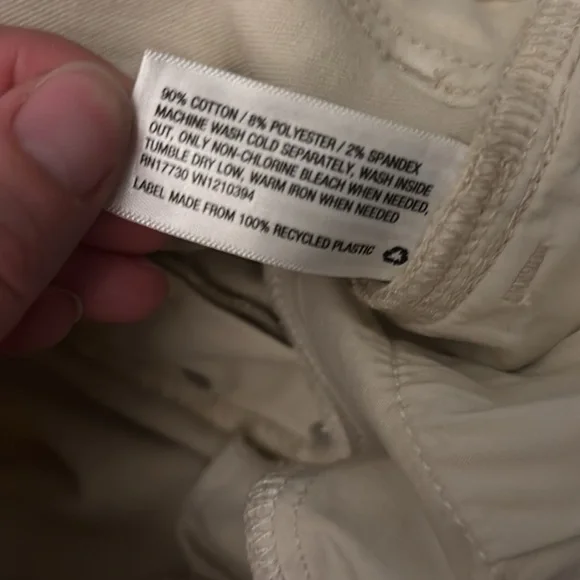 90% COTTON / 8% POLYESTER / 2% SPANDEX
MACHINE WASH COLD SEPARATELY, WASH INSIDE
OUT, ONLY NON-CHLORINE BLEACH WHEN NEEDED,
TUMBLE DRY LOW, WARM IRON WHEN NEEDED
RN17730 VN1210394
LABEL MADE FROM 100% RECYCLED PLASTIC